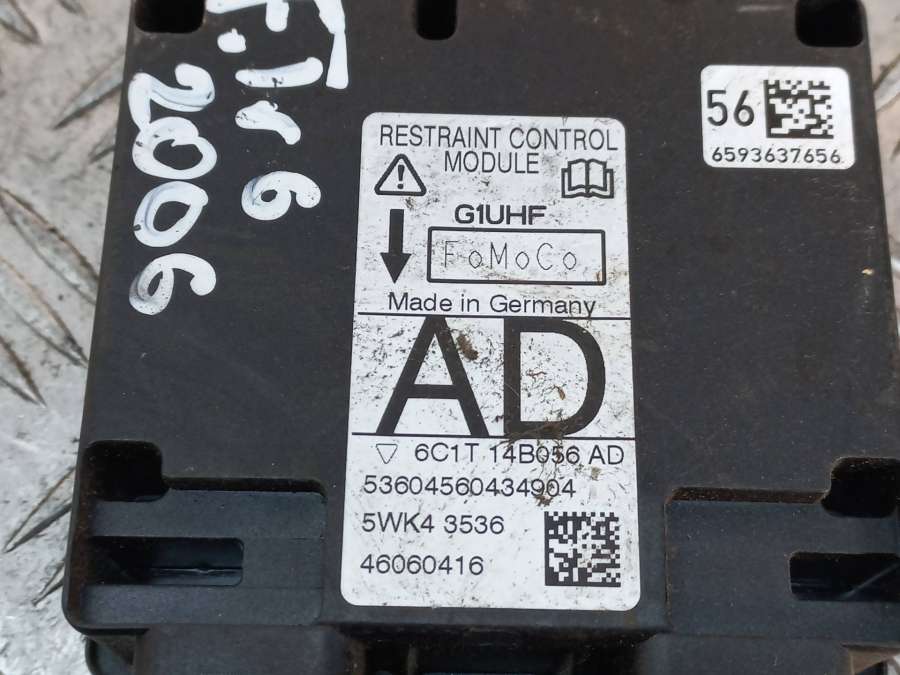 F.Ir 6
2006
56
6593637656
RESTRAINT CONTROL
MODULE
G1UHF
FoMoCo
Made in Germany
AD
6C1T 14B056 AD
53604560434904
5WK4 3536
46060416